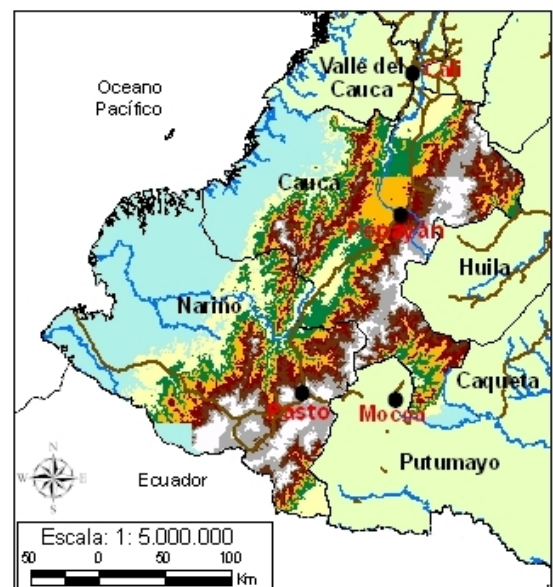 Oceano
Pacífico
Valle del
Cauca
Cali
Cauca
Popayán
Huila
Nariño
Caqueta
Pasto
Mocoa
Putumayo
Ecuador
N
W E
S
Escala: 1: 5.000.000
50 0 50 100
Km